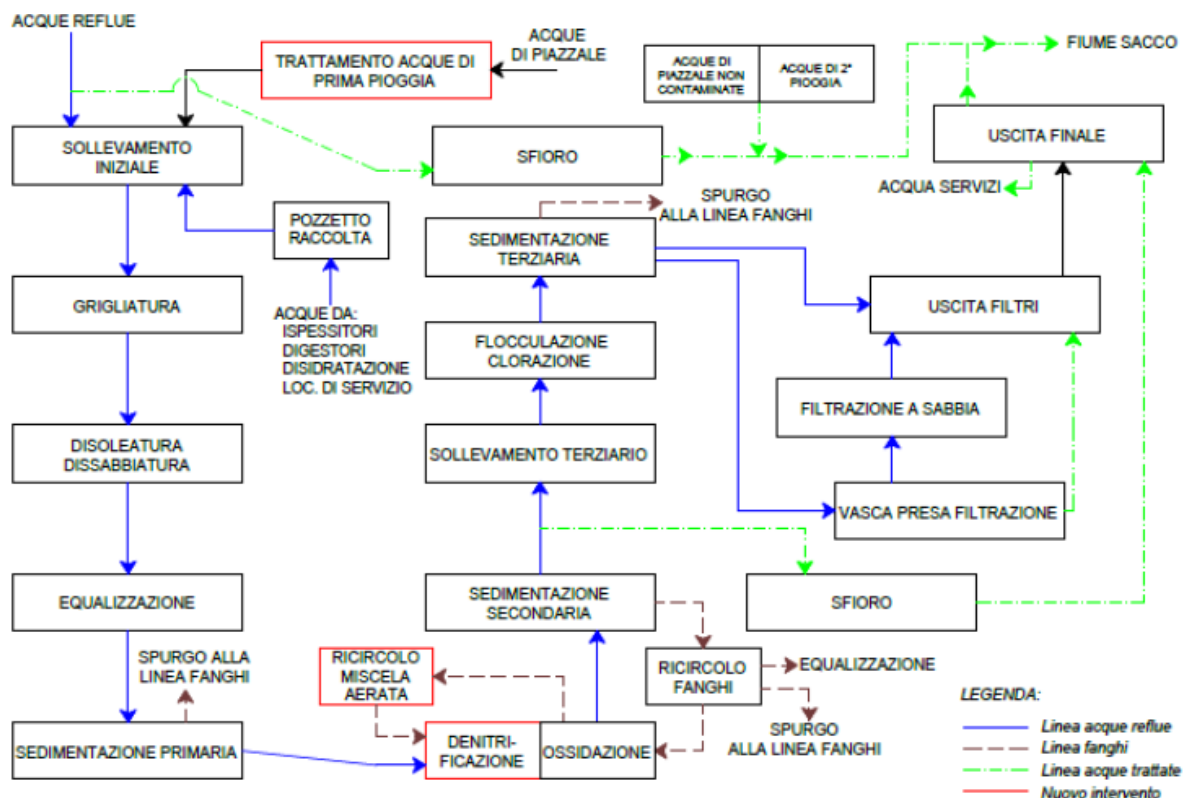 ACQUE REFLUE
TRATTAMENTO ACQUE DI
PRIMA PIOGGIA
ACQUE
DI PIAZZALE
ACQUE DI
PIAZZALE NON
CONTAMINATE
ACQUE DI 2°
PIOGGIA
FIUME SACCO
SOLLEVAMENTO
INIZIALE
SFIORO
USCITA FINALE
ACQUA SERVIZI
POZZETTO
RACCOLTA
SPURGO
ALLA LINEA FANGHI
SEDIMENTAZIONE
TERZIARIA
GRIGLIATURA
ACQUE DA:
ISPESSITORI
DIGESTORI
DISIDRATAZIONE
LOC. DI SERVIZIO
FLOCCULAZIONE
CLORAZIONE
USCITA FILTRI
FILTRAZIONE A SABBIA
DISOLEATURA
DISSABBIATURA
SOLLEVAMENTO TERZIARIO
VASCA PRESA FILTRAZIONE
EQUALIZZAZIONE
SEDIMENTAZIONE
SECONDARIA
SFIORO
SPURGO ALLA
LINEA FANGHI
RICIRCOLO
MISCELA
AERATA
RICIRCOLO
FANGHI
EQUALIZZAZIONE
SPURGO
ALLA LINEA FANGHI
SEDIMENTAZIONE PRIMARIA
DENITRI-
FICAZIONE
OSSIDAZIONE
LEGENDA:
Linea acque reflue
Linea fanghi
Linea acque trattate
Nuovo intervento